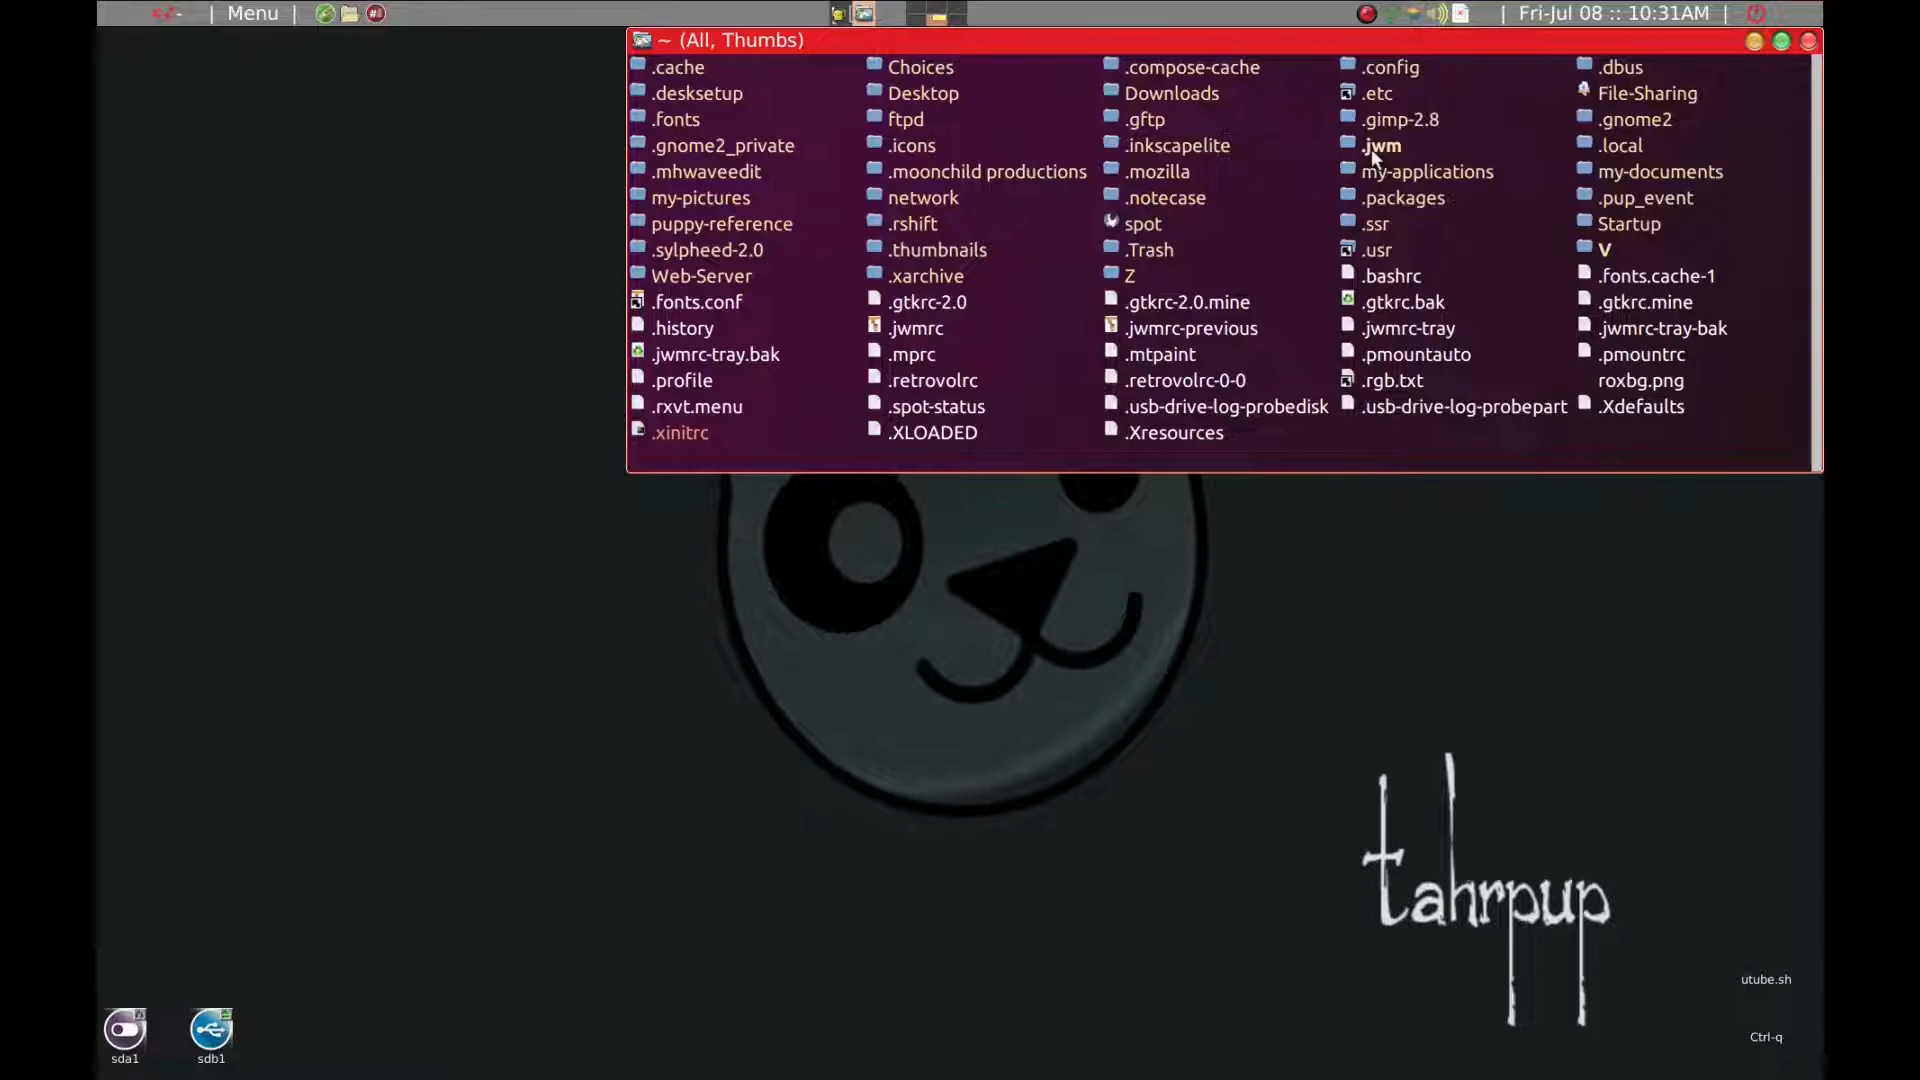 | Menu |
| Fri-Jul 08 :: 10:31AM |
~ (All, Thumbs)
.cache Choices .compose-cache .config .dbus
.desksetup Desktop Downloads .etc File-Sharing
.fonts ftpd .gftp .gimp-2.8 .gnome2
.gnome2_private .icons .inkscapelite .jwm .local
.mhwaveedit .moonchild productions .mozilla my-applications my-documents
my-pictures network .notecase .packages .pup_event
puppy-reference .rshift spot .ssr Startup
.sylpheed-2.0 .thumbnails .Trash .usr V
Web-Server .xarchive Z .bashrc .fonts.cache-1
.fonts.conf .gtkrc-2.0 .gtkrc-2.0.mine .gtkrc.bak .gtkrc.mine
.history .jwmrc .jwmrc-previous .jwmrc-tray .jwmrc-tray-bak
.jwmrc-tray.bak .mprc .mtpaint .pmountauto .pmountrc
.profile .retrovolrc .retrovolrc-0-0 .rgb.txt roxbg.png
.rxvt.menu .spot-status .usb-drive-log-probedisk .usb-drive-log-probepart .Xdefaults
.xinitrc .XLOADED .Xresources
tahrpup
utube.sh
Ctrl-q
sda1 sdb1